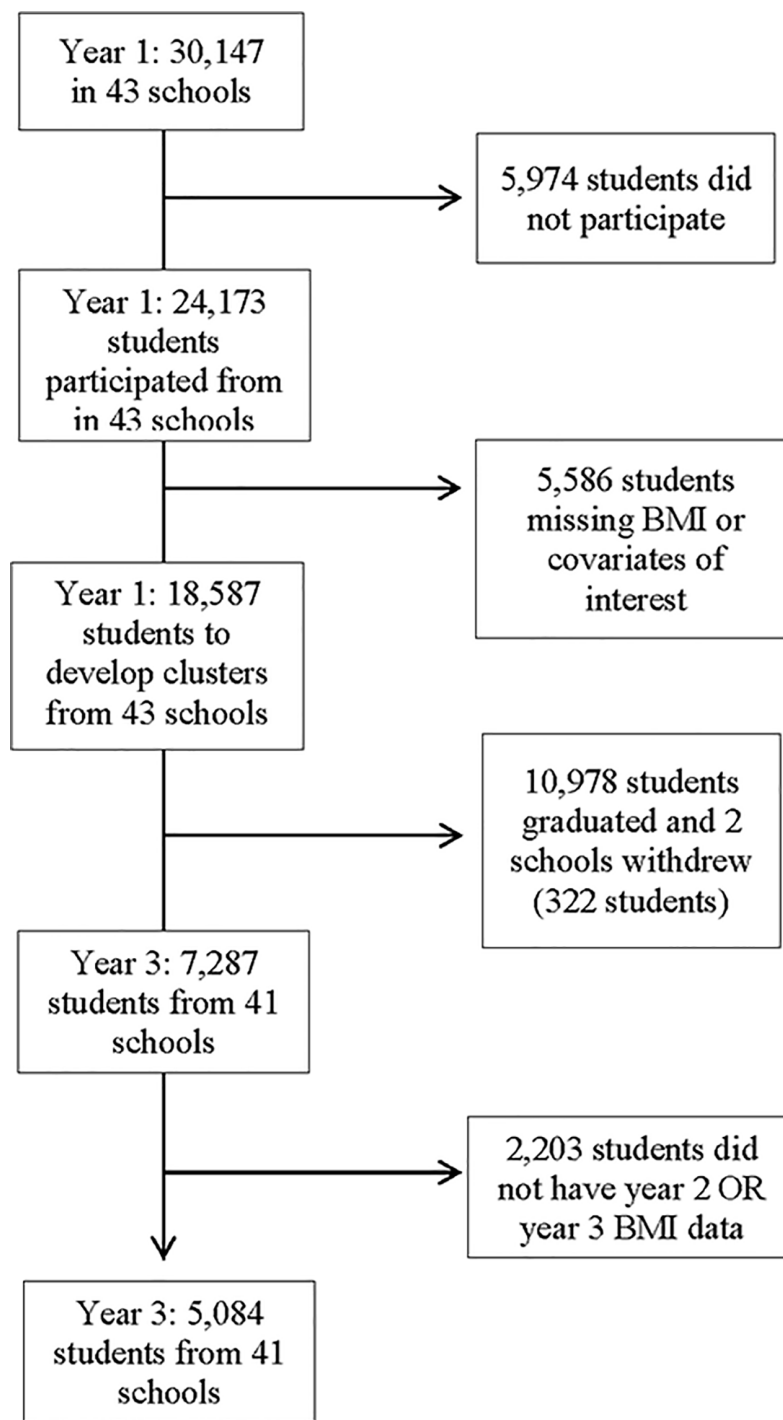 Year 1: 30,147
in 43 schools
5,974 students did
not participate
Year 1: 24,173
students
participated from
in 43 schools
5,586 students
missing BMI or
covariates of
interest
Year 1: 18,587
students to
develop clusters
from 43 schools
10,978 students
graduated and 2
schools withdrew
(322 students)
Year 3: 7,287
students from 41
schools
2,203 students did
not have year 2 OR
year 3 BMI data
Year 3: 5,084
students from 41
schools